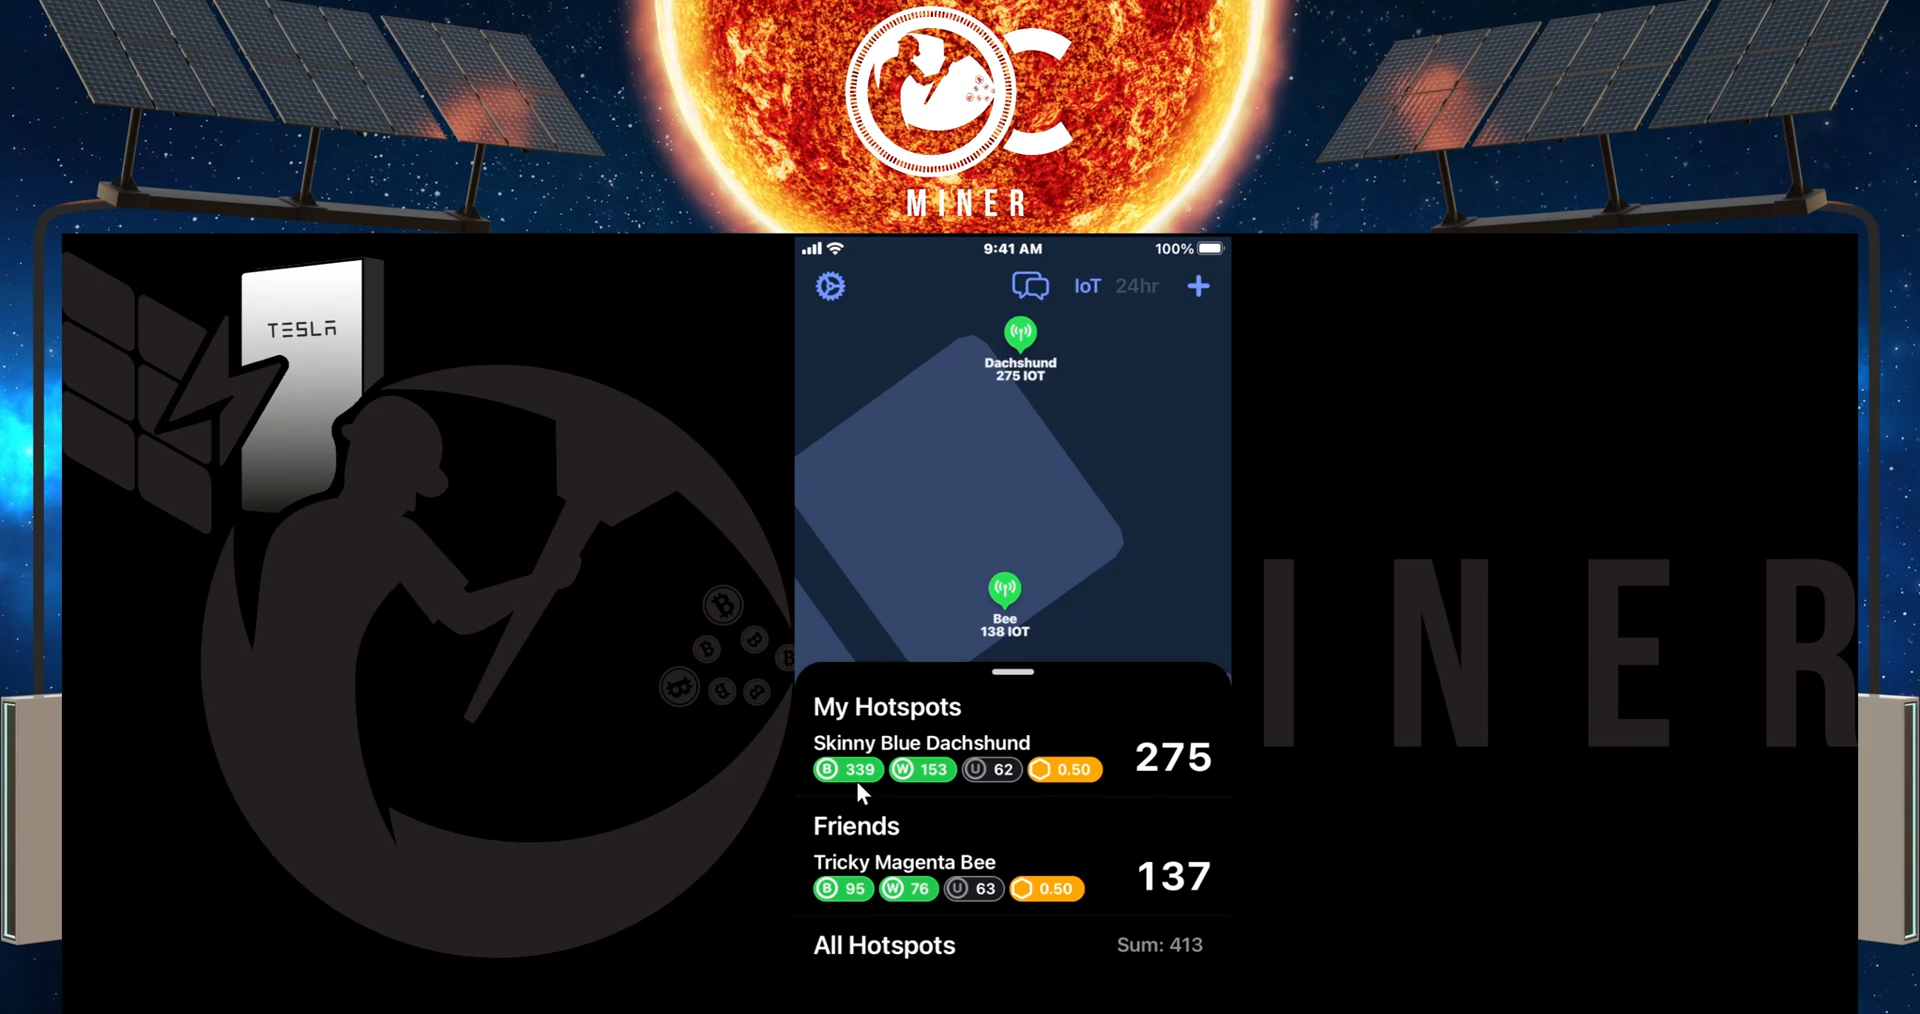 C
MINER
TESLA
9:41 AM
100%
IoT 24hr
Dachshund
275 IOT
Bee
138 IOT
My Hotspots
Skinny Blue Dachshund
B 339 W 153 U 62 0.50
275
Friends
Tricky Magenta Bee
B 95 W 76 U 63 0.50
137
All Hotspots
Sum: 413
INER